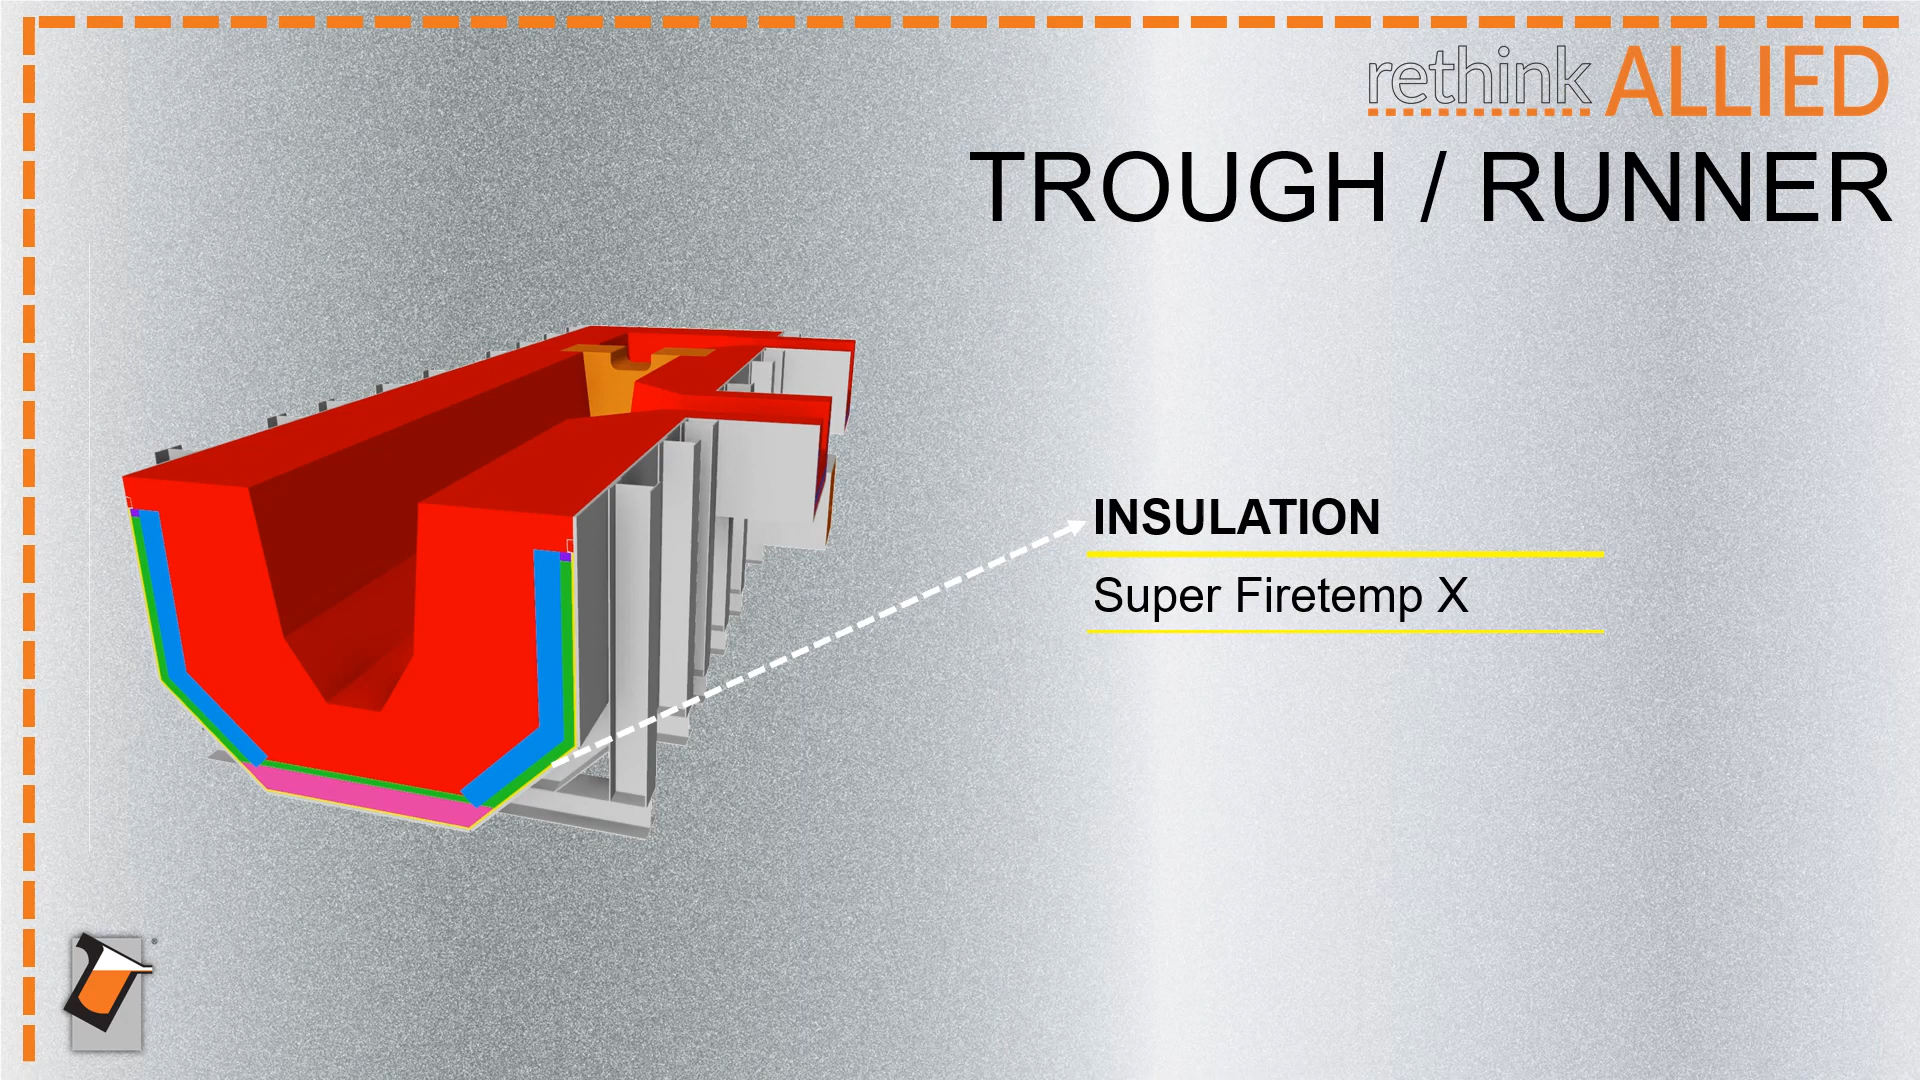 rethink ALLIED
TROUGH / RUNNER
INSULATION
Super Firetemp X
®